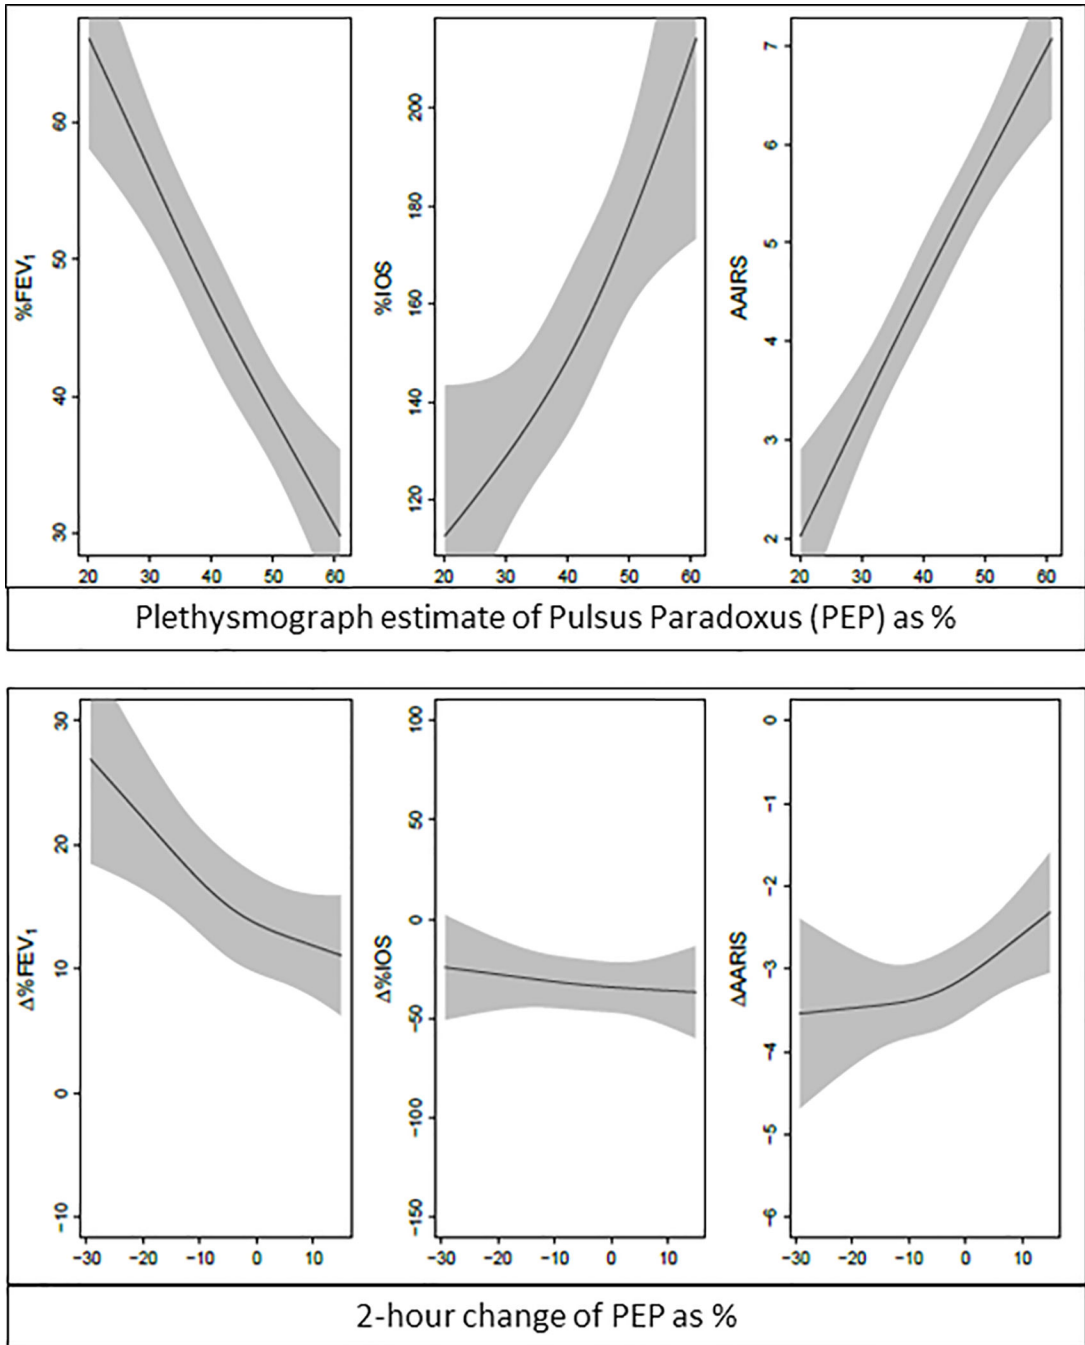 %FEV1
60
50
40
30
20 30 40 50 60
%IOS
200
180
160
140
120
20 30 40 50 60
AAIRS
7
6
5
4
3
2
20 30 40 50 60
Plethysmograph estimate of Pulsus Paradoxus (PEP) as %
Δ%FEV1
30
20
10
0
−10
−30 −20 −10 0 10
Δ%IOS
100
50
0
−50
−100
−150
−30 −20 −10 0 10
ΔAARIS
0
−1
−2
−3
−4
−5
−6
−30 −20 −10 0 10
2-hour change of PEP as %